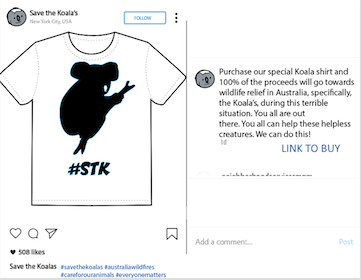 Save the Koala's
New York City, USA
FOLLOW
#STK
508 likes
Save the Koalas #savethekoalas #australiawildfires
#careforouranimals #everyonematters
Purchase our special Koala shirt and
100% of the proceeds will go towards
wildlife relief in Australia, specifically,
the Koala's, during this terrible
situation. You all are out
there. You all can help these helpless
creatures. We can do this!
1d
LINK TO BUY
Add a comment...
Post